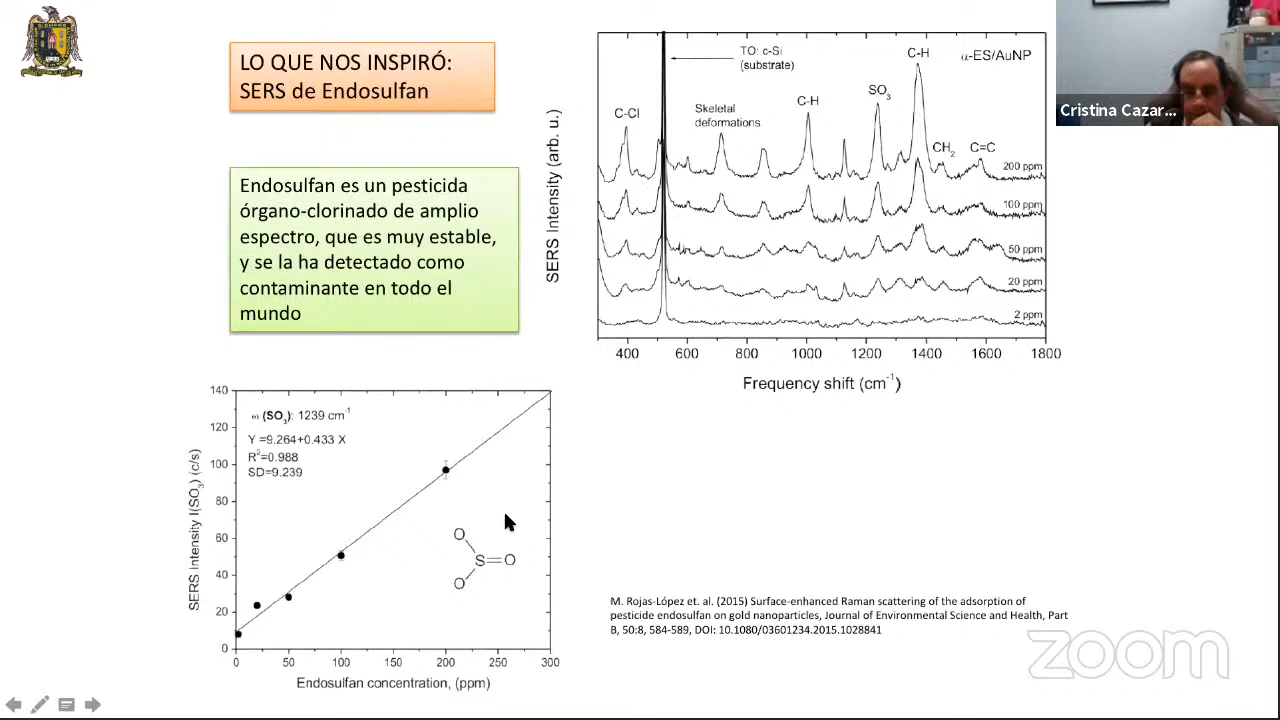 LO QUE NOS INSPIRÓ:
SERS de Endosulfan
Endosulfan es un pesticida
órgano-clorinado de amplio
espectro, que es muy estable,
y se la ha detectado como
contaminante en todo el
mundo
SERS Intensity (arb. u.)
TO: c-Si
(substrate)
α-ES/AuNP
C-Cl
Skeletal
deformations
C-H
SO3
C-H
CH2
C=C
200 ppm
100 ppm
50 ppm
20 ppm
2 ppm
400 600 800 1000 1200 1400 1600 1800
Frequency shift (cm-1)
Cristina Cazar...
SERS Intensity I(SO3) (c/s)
140
120
100
80
60
40
20
0
ω (SO3): 1239 cm-1
Y =9.264+0.433 X
R2=0.988
SD=9.239
O
S=O
O
0 50 100 150 200 250 300
Endosulfan concentration, (ppm)
M. Rojas-López et. al. (2015) Surface-enhanced Raman scattering of the adsorption of
pesticide endosulfan on gold nanoparticles, Journal of Environmental Science and Health, Part
B, 50:8, 584-589, DOI: 10.1080/03601234.2015.1028841
zoom